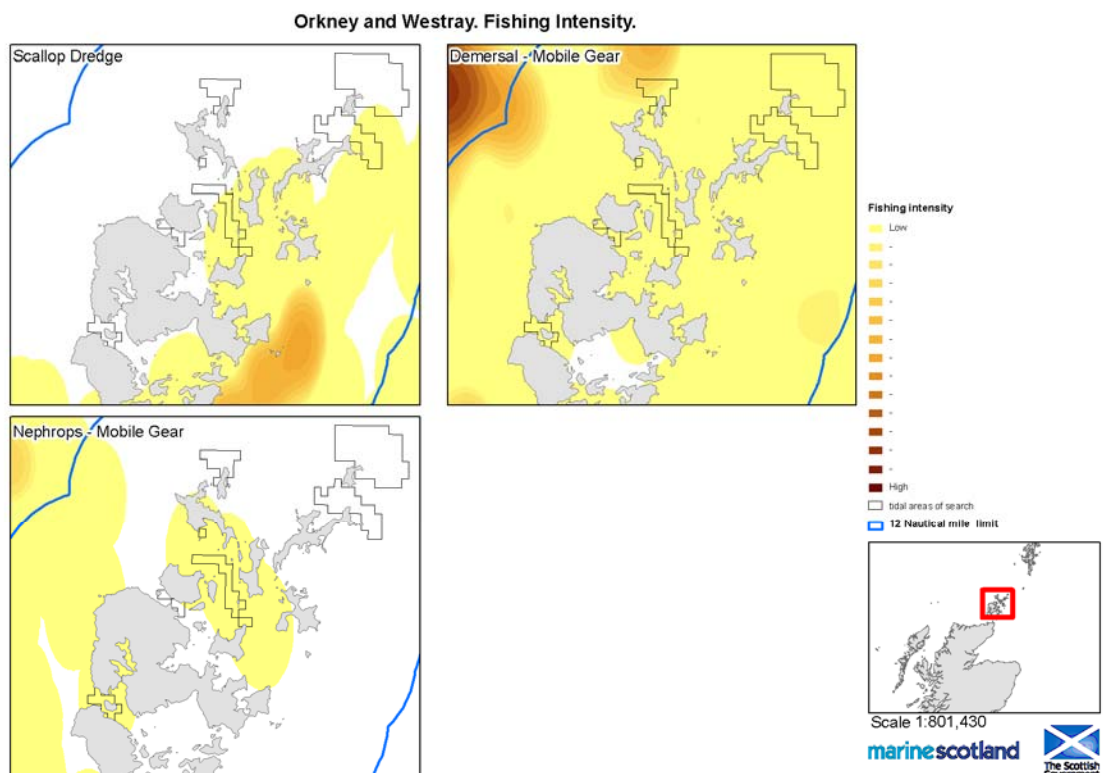 Orkney and Westray. Fishing Intensity.
Scallop Dredge
Demersal - Mobile Gear
Nephrops - Mobile Gear
Fishing intensity
Low
-
-
-
-
-
-
-
-
-
-
-
-
-
High
tidal areas of search
12 Nautical mile limit
Scale 1:801,430
marinescotland
The Scottish